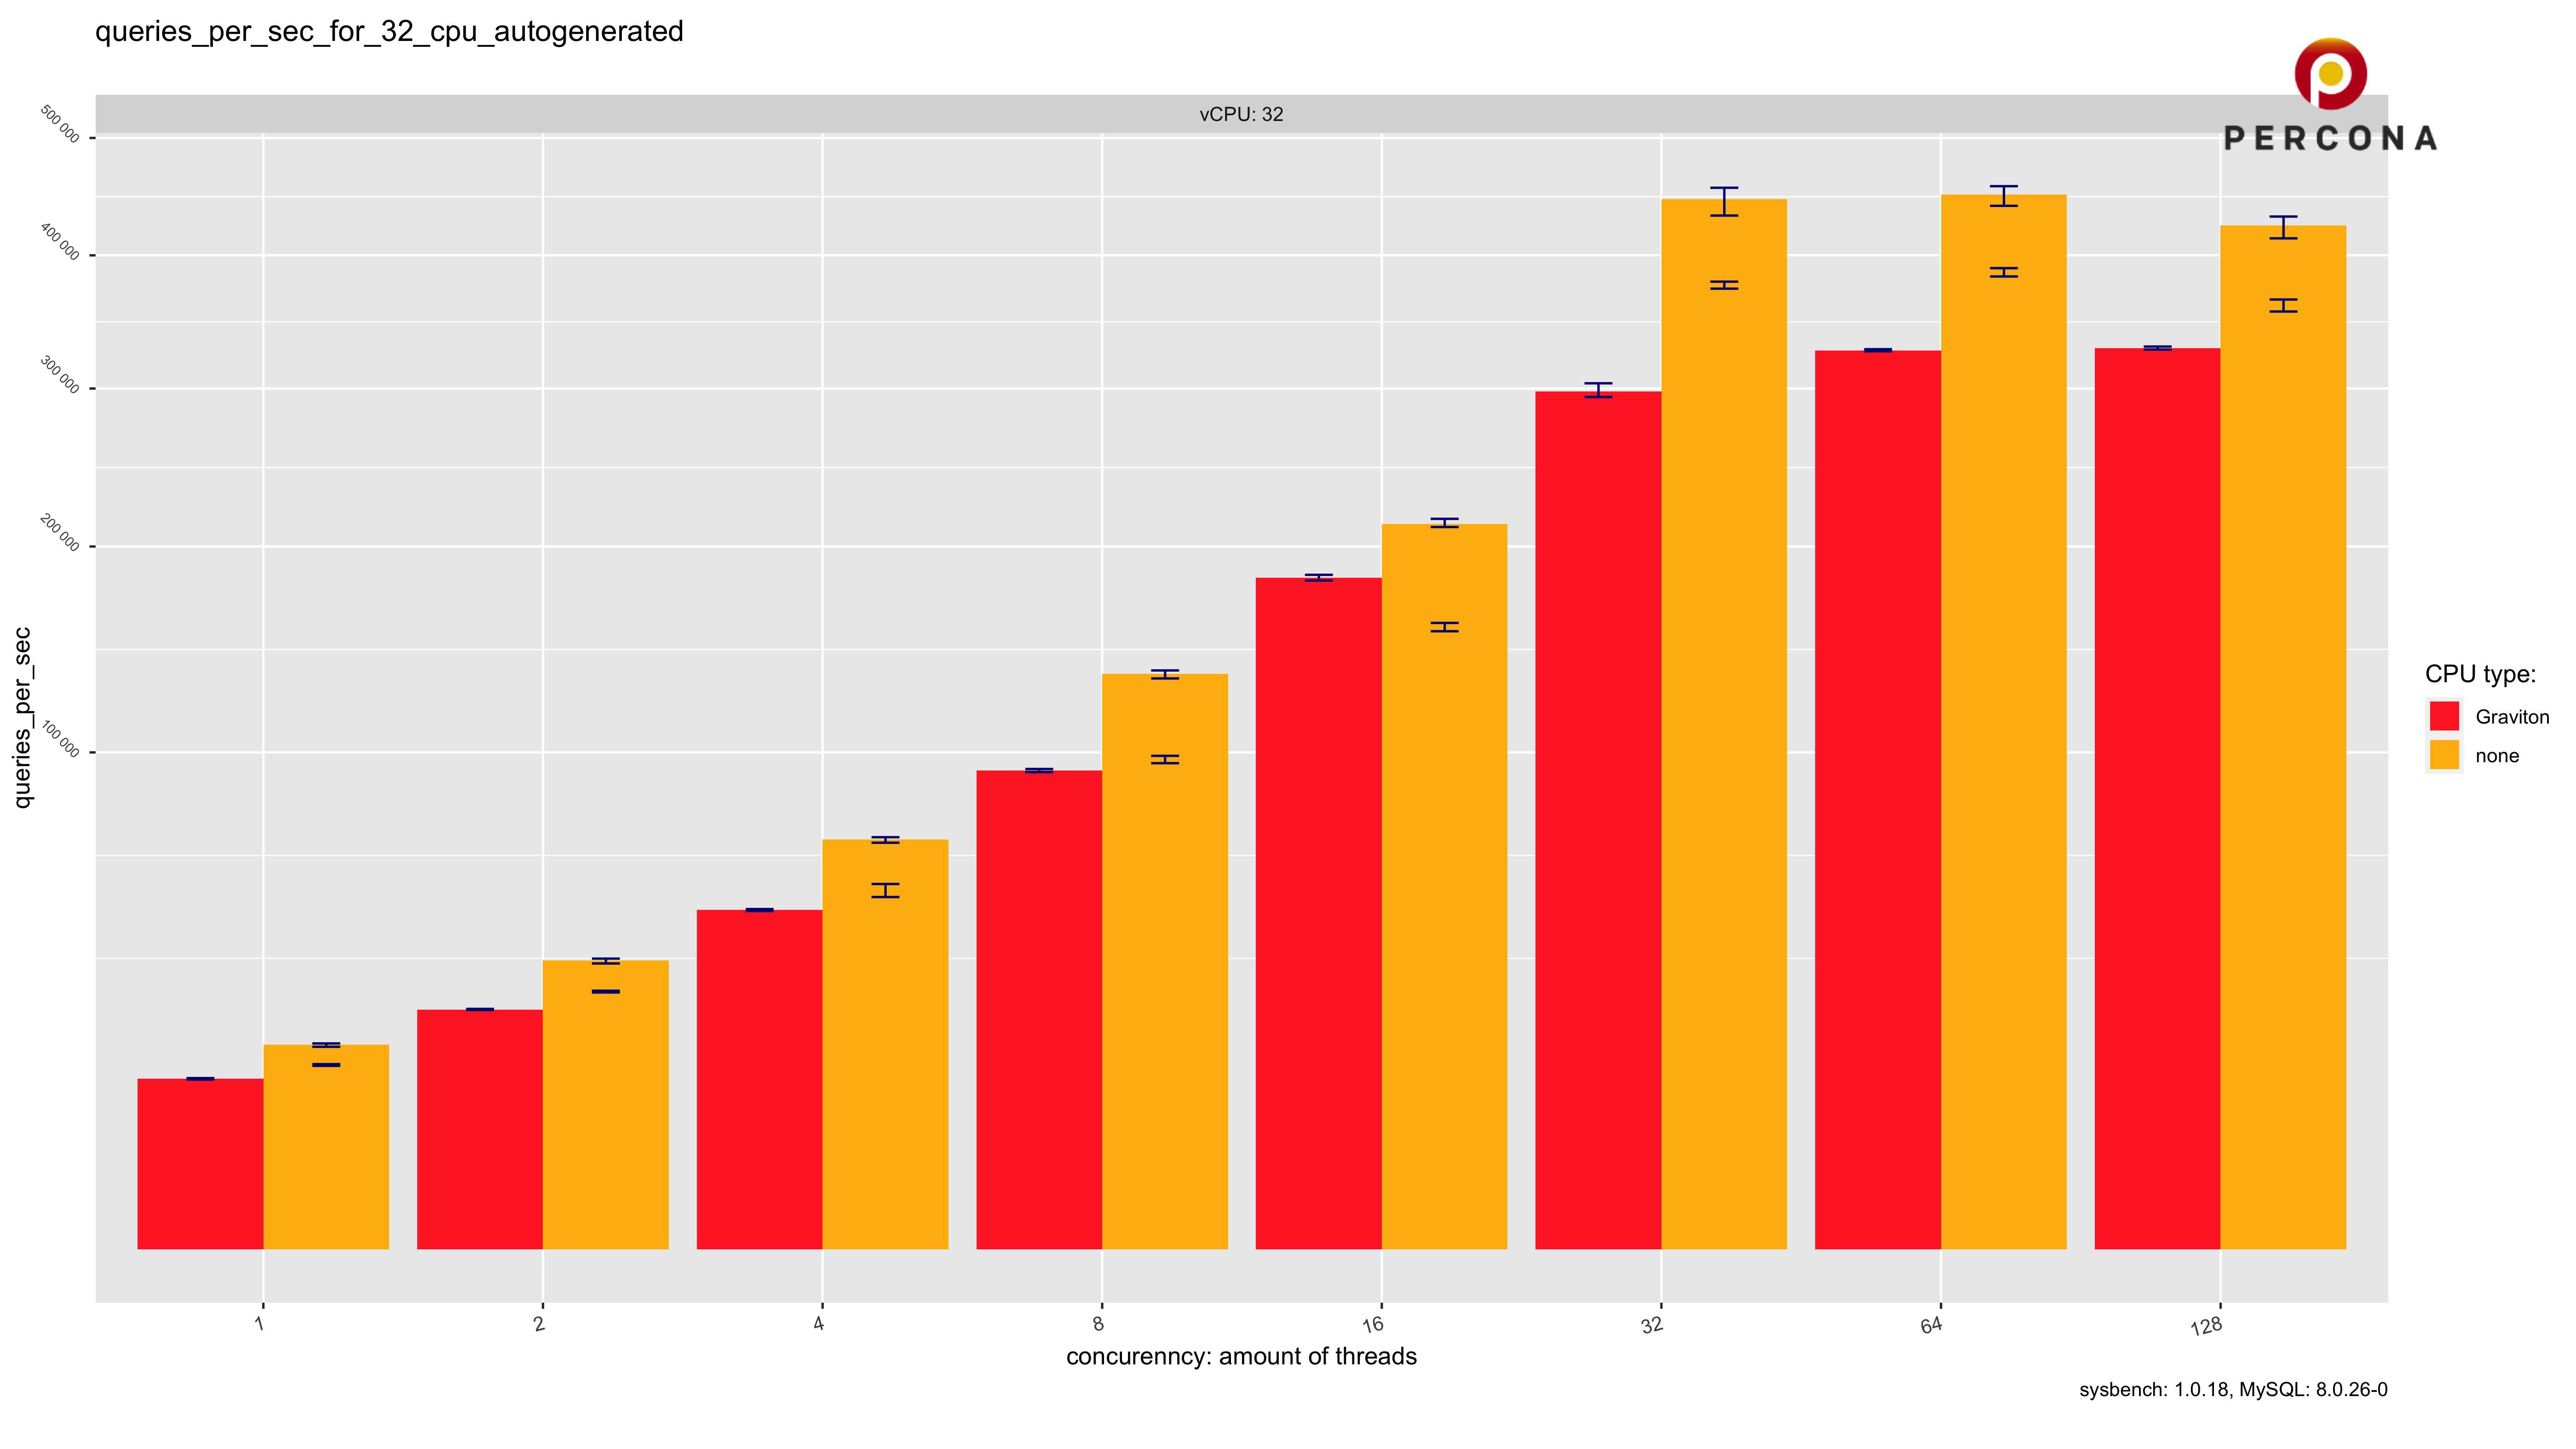 queries_per_sec_for_32_cpu_autogenerated
PERCONA
vCPU: 32
500 000
400 000
300 000
200 000
100 000
queries_per_sec
CPU type:
Graviton
none
1
2
4
8
16
32
64
128
concurenncy: amount of threads
sysbench: 1.0.18, MySQL: 8.0.26-0